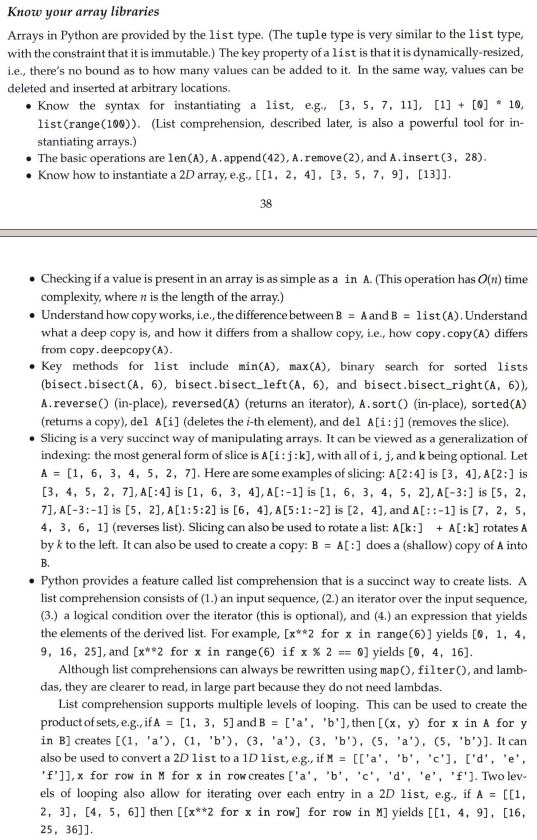 Know your array libraries
Arrays in Python are provided by the list type. (The tuple type is very similar to the list type,
with the constraint that it is immutable.) The key property of a list is that it is dynamically-resized,
i.e., there's no bound as to how many values can be added to it. In the same way, values can be
deleted and inserted at arbitrary locations.
• Know the syntax for instantiating a list, e.g., [3, 5, 7, 11], [1] + [0] * 10,
list(range(100)). (List comprehension, described later, is also a powerful tool for in-
stantiating arrays.)
• The basic operations are len(A), A.append(42), A.remove(2), and A.insert(3, 28).
• Know how to instantiate a 2D array, e.g., [[1, 2, 4], [3, 5, 7, 9], [13]].
38
• Checking if a value is present in an array is as simple as a in A. (This operation has O(n) time
complexity, where n is the length of the array.)
• Understand how copy works, i.e., the difference between B = A and B = list(A). Understand
what a deep copy is, and how it differs from a shallow copy, i.e., how copy.copy(A) differs
from copy.deepcopy(A).
• Key methods for list include min(A), max(A), binary search for sorted lists
(bisect.bisect(A, 6), bisect.bisect_left(A, 6), and bisect.bisect_right(A, 6)),
A.reverse() (in-place), reversed(A) (returns an iterator), A.sort() (in-place), sorted(A)
(returns a copy), del A[i] (deletes the i-th element), and del A[i:j] (removes the slice).
• Slicing is a very succinct way of manipulating arrays. It can be viewed as a generalization of
indexing: the most general form of slice is A[i:j:k], with all of i, j, and k being optional. Let
A = [1, 6, 3, 4, 5, 2, 7]. Here are some examples of slicing: A[2:4] is [3, 4], A[2:] is
[3, 4, 5, 2, 7], A[:4] is [1, 6, 3, 4], A[:-1] is [1, 6, 3, 4, 5, 2], A[-3:] is [5, 2,
7], A[-3:-1] is [5, 2], A[1:5:2] is [6, 4], A[5:1:-2] is [2, 4], and A[::-1] is [7, 2, 5,
4, 3, 6, 1] (reverses list). Slicing can also be used to rotate a list: A[k:] + A[:k] rotates A
by k to the left. It can also be used to create a copy: B = A[:] does a (shallow) copy of A into
B.
• Python provides a feature called list comprehension that is a succinct way to create lists. A
list comprehension consists of (1.) an input sequence, (2.) an iterator over the input sequence,
(3.) a logical condition over the iterator (this is optional), and (4.) an expression that yields
the elements of the derived list. For example, [x**2 for x in range(6)] yields [0, 1, 4,
9, 16, 25], and [x**2 for x in range(6) if x % 2 == 0] yields [0, 4, 16].
Although list comprehensions can always be rewritten using map(), filter(), and lamb-
das, they are clearer to read, in large part because they do not need lambdas.
List comprehension supports multiple levels of looping. This can be used to create the
product of sets, e.g., if A = [1, 3, 5] and B = ['a', 'b'], then [(x, y) for x in A for y
in B] creates [(1, 'a'), (1, 'b'), (3, 'a'), (3, 'b'), (5, 'a'), (5, 'b')]. It can
also be used to convert a 2D list to a 1D list, e.g., if M = [['a', 'b', 'c'], ['d', 'e',
'f']], x for row in M for x in row creates ['a', 'b', 'c', 'd', 'e', 'f']. Two lev-
els of looping also allow for iterating over each entry in a 2D list, e.g., if A = [[1,
2, 3], [4, 5, 6]] then [[x**2 for x in row] for row in M] yields [[1, 4, 9], [16,
25, 36]].